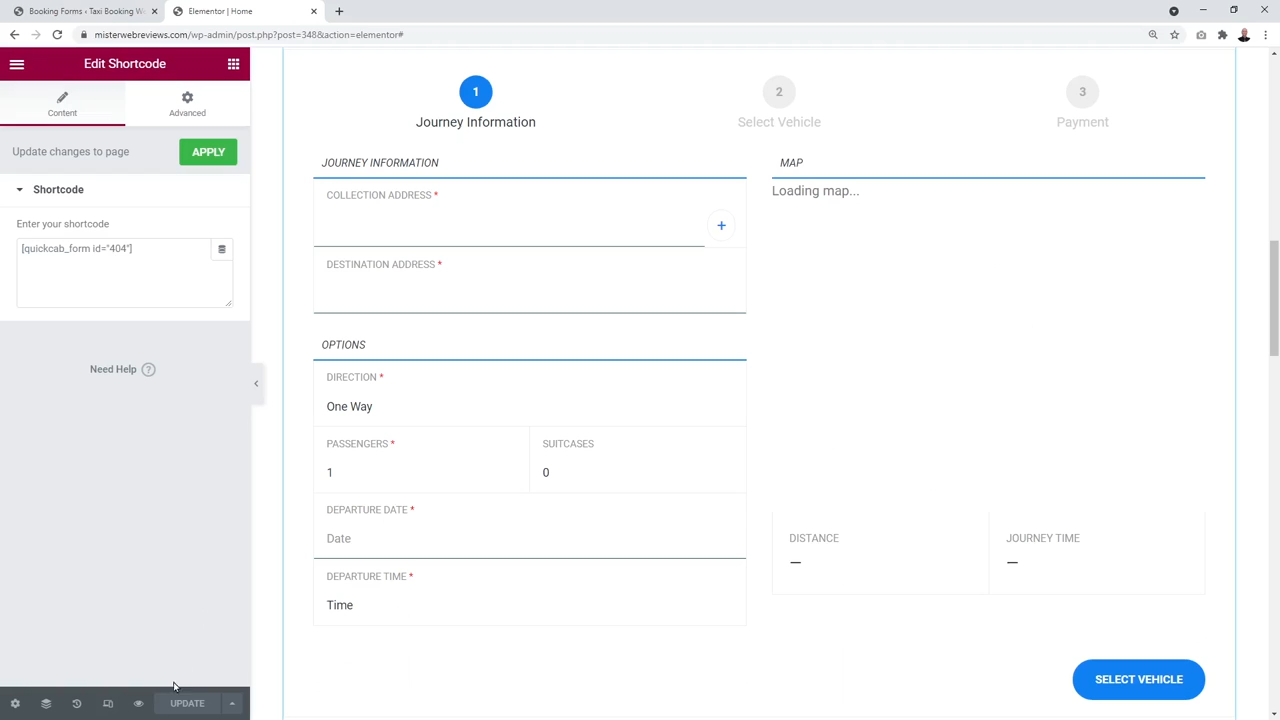 Booking Forms ‹ Taxi Booking W
Elementor | Home
misterwebreviews.com/wp-admin/post.php?post=348&action=elementor#
Edit Shortcode
Content
Advanced
Update changes to page
APPLY
Shortcode
Enter your shortcode
[quickcab_form id="404"]
Need Help ?
UPDATE
1
2
3
Journey Information
Select Vehicle
Payment
JOURNEY INFORMATION
COLLECTION ADDRESS *
+
DESTINATION ADDRESS *
OPTIONS
DIRECTION *
One Way
PASSENGERS *
SUITCASES
1
0
DEPARTURE DATE *
Date
DEPARTURE TIME *
Time
MAP
Loading map...
DISTANCE
JOURNEY TIME
—
—
SELECT VEHICLE